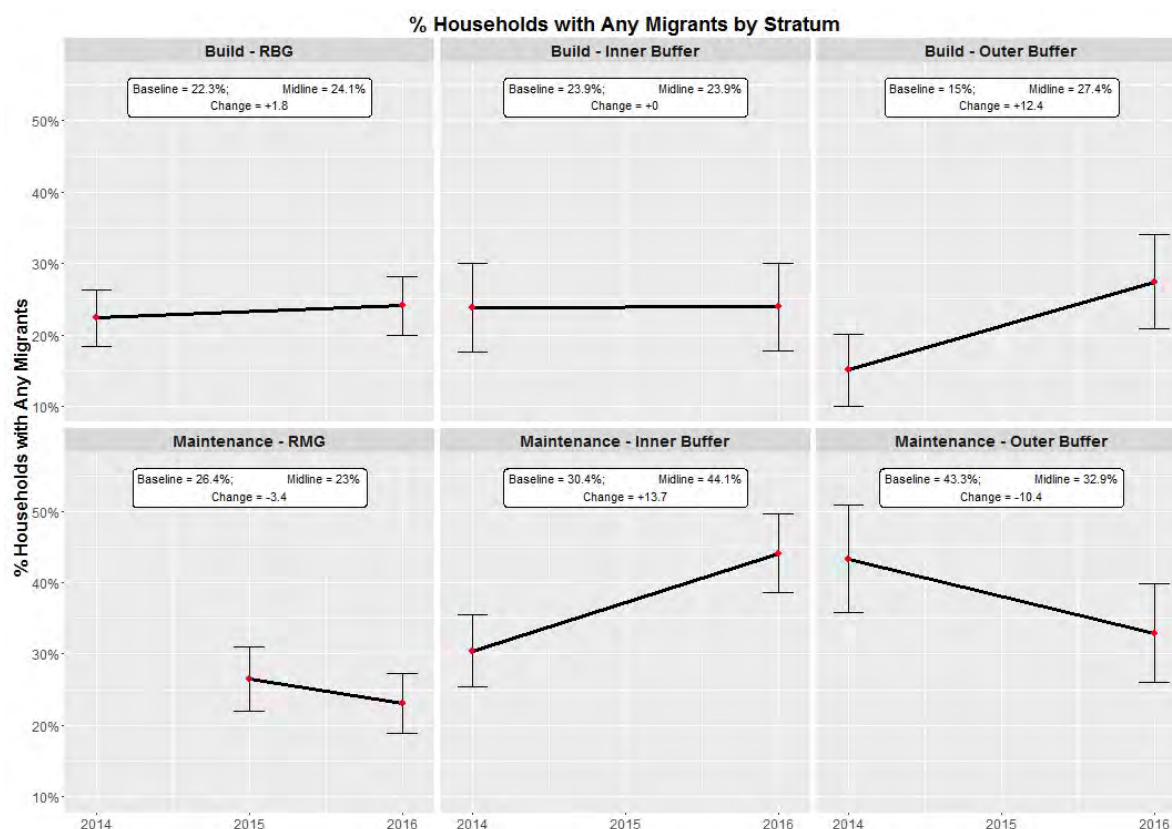 % Households with Any Migrants by Stratum
Build - RBG
Build - Inner Buffer
Build - Outer Buffer
Baseline = 22.3%; Midline = 24.1%
Change = +1.8
Baseline = 23.9%; Midline = 23.9%
Change = +0
Baseline = 15%; Midline = 27.4%
Change = +12.4
50%
40%
30%
20%
10%
% Households with Any Migrants
Maintenance - RMG
Maintenance - Inner Buffer
Maintenance - Outer Buffer
Baseline = 26.4%; Midline = 23%
Change = -3.4
Baseline = 30.4%; Midline = 44.1%
Change = +13.7
Baseline = 43.3%; Midline = 32.9%
Change = -10.4
50%
40%
30%
20%
10%
2014 2015 2016
2014 2015 2016
2014 2015 2016